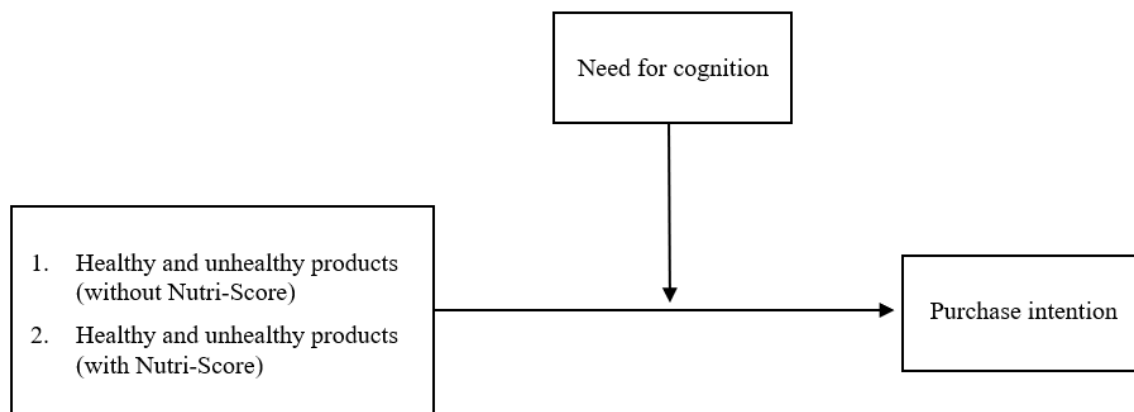 Need for cognition
1. Healthy and unhealthy products
(without Nutri-Score)
2. Healthy and unhealthy products
(with Nutri-Score)
Purchase intention